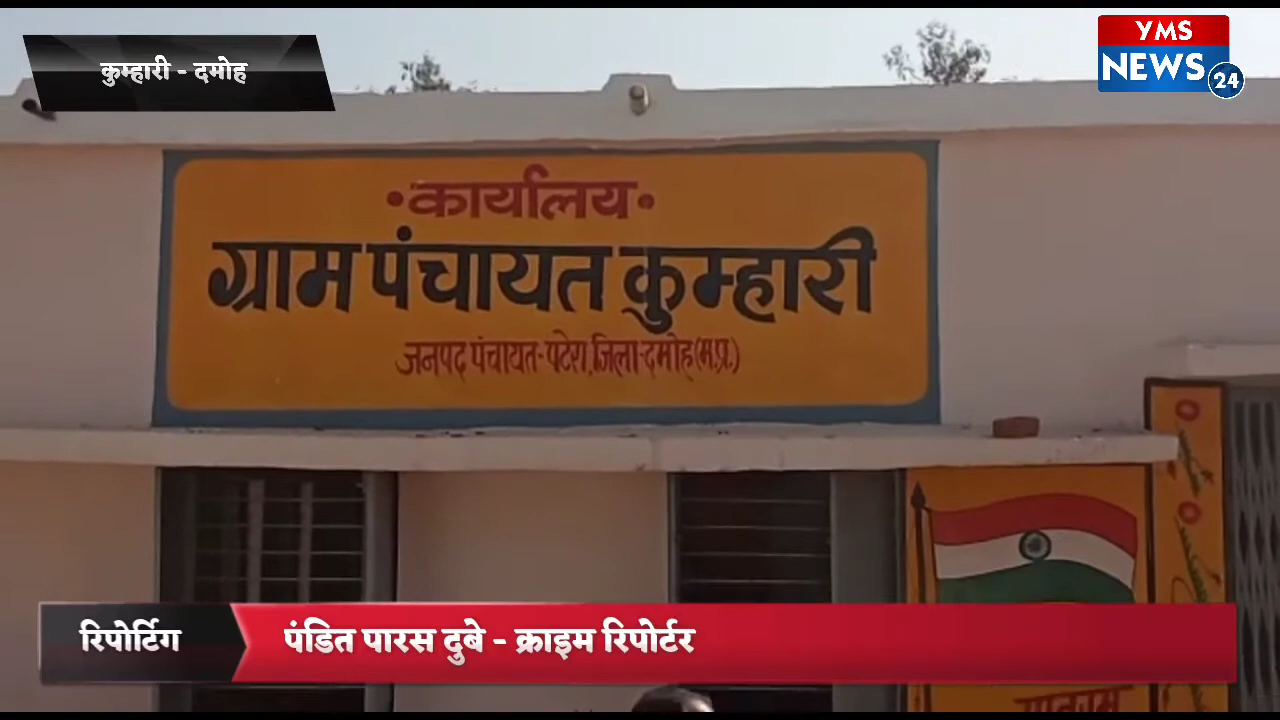 कुम्हारी - दमोह
YMS
NEWS 24
•कार्यालय•
ग्राम पंचायत कुम्हारी
जनपद पंचायत-पटेरा, जिला-दमोह (म.प्र.)
रिपोर्टिग
पंडित पारस दुबे - क्राइम रिपोर्टर